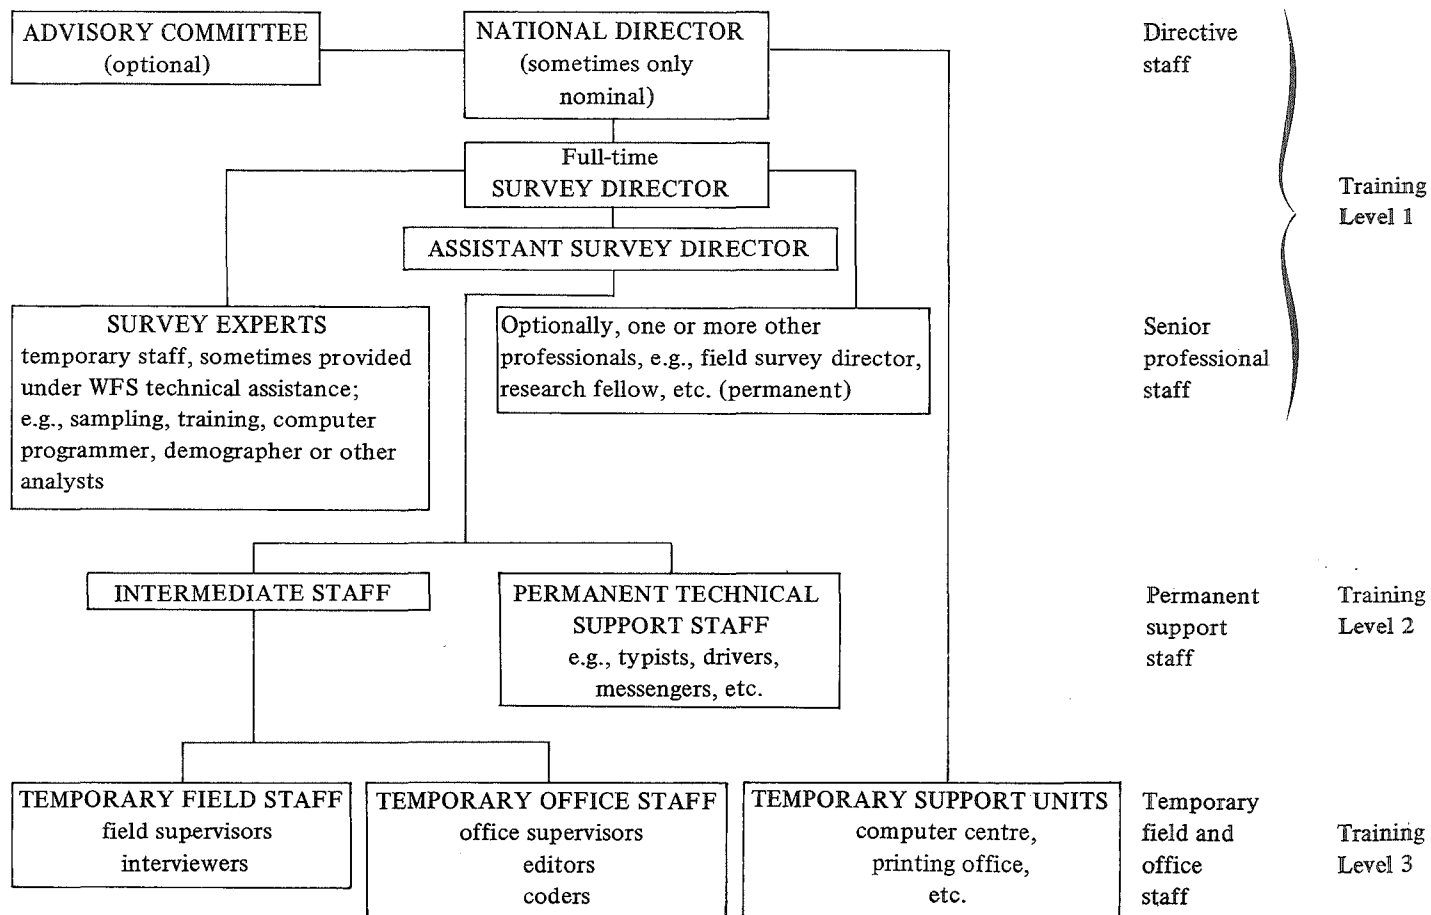 ADVISORY COMMITTEE
(optional)
NATIONAL DIRECTOR
(sometimes only
nominal)
Directive
staff
Full-time
SURVEY DIRECTOR
Training
Level 1
ASSISTANT SURVEY DIRECTOR
SURVEY EXPERTS
temporary staff, sometimes provided
under WFS technical assistance;
e.g., sampling, training, computer
programmer, demographer or other
analysts
Optionally, one or more other
professionals, e.g., field survey director,
research fellow, etc. (permanent)
Senior
professional
staff
INTERMEDIATE STAFF
PERMANENT TECHNICAL
SUPPORT STAFF
e.g., typists, drivers,
messengers, etc.
Permanent
support
staff
Training
Level 2
TEMPORARY FIELD STAFF
field supervisors
interviewers
TEMPORARY OFFICE STAFF
office supervisors
editors
coders
TEMPORARY SUPPORT UNITS
computer centre,
printing office,
etc.
Temporary
field and
office
staff
Training
Level 3